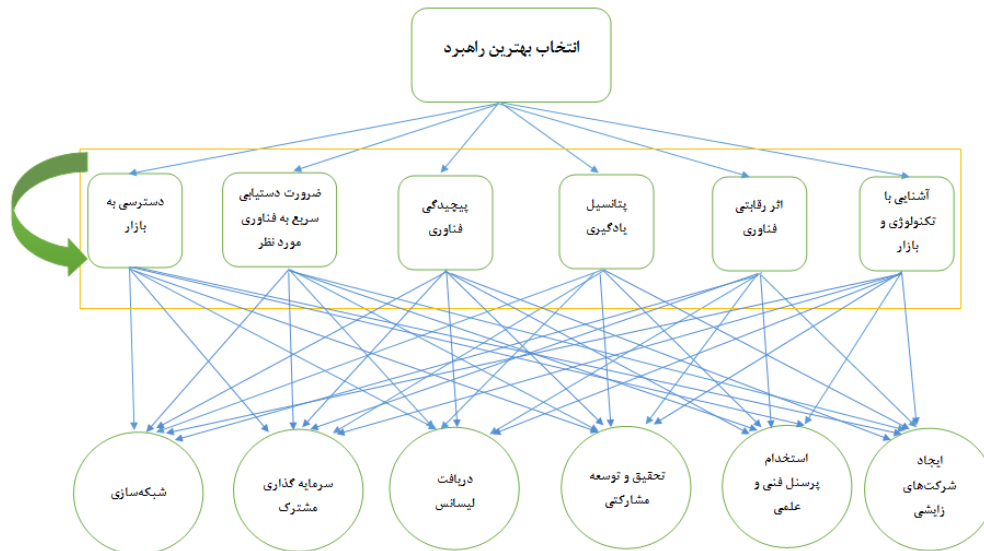 انتخاب بهترین راهبرد
آشنایی با
تکنولوژی و
بازار
اثر رقابتی
فناوری
پتانسیل
یادگیری
پیچیدگی
فناوری
ضرورت دستیابی
سریع به فناوری
مورد نظر
دسترسی به
بازار
ایجاد
شرکت‌های
زایشی
استخدام
پرسنل فنی و
علمی
تحقیق و توسعه
مشارکتی
دریافت
لیسانس
سرمایه گذاری
مشترک
شبکه‌سازی